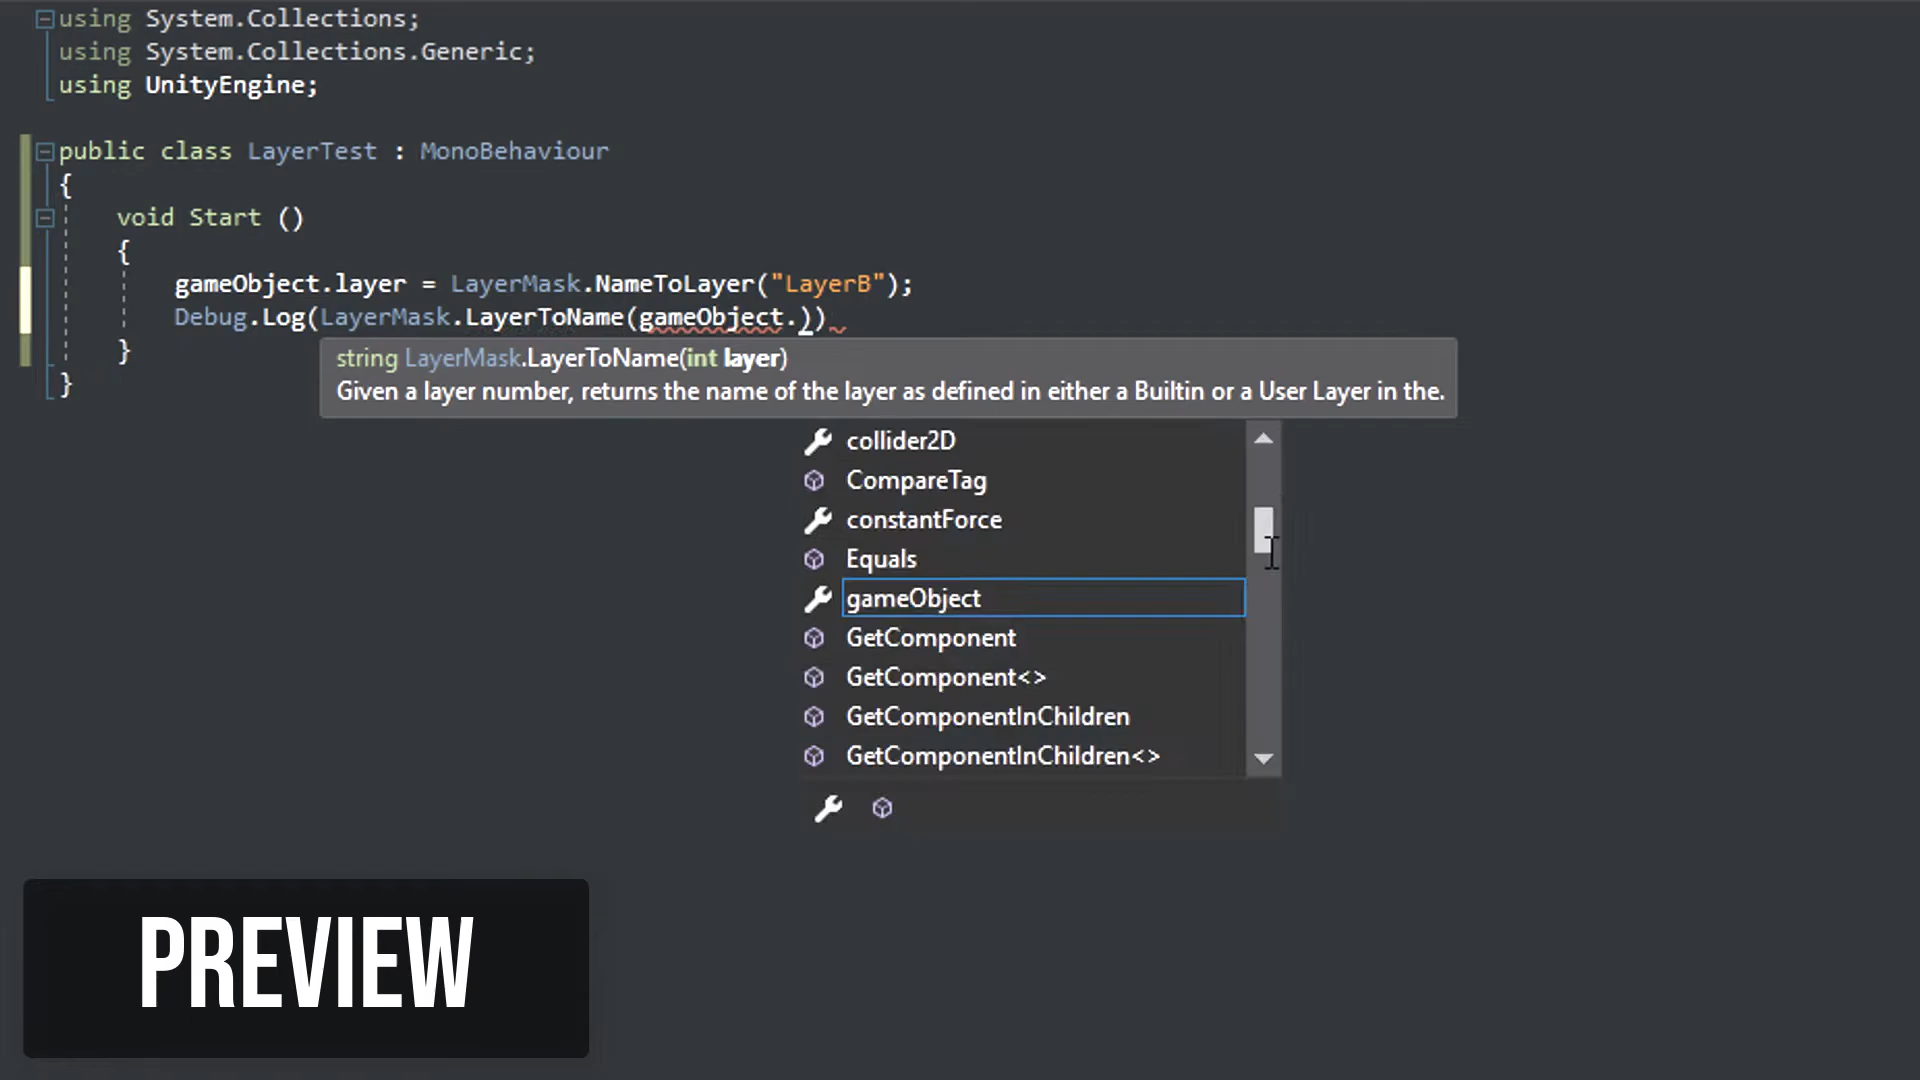 using System.Collections;
using System.Collections.Generic;
using UnityEngine;
public class LayerTest : MonoBehaviour
{
void Start ()
{
gameObject.layer = LayerMask.NameToLayer("LayerB");
Debug.Log(LayerMask.LayerToName(gameObject.))
}
}
string LayerMask.LayerToName(int layer)
Given a layer number, returns the name of the layer as defined in either a Builtin or a User Layer in the.
collider2D
CompareTag
constantForce
Equals
gameObject
GetComponent
GetComponent<>
GetComponentInChildren
GetComponentInChildren<>
PREVIEW